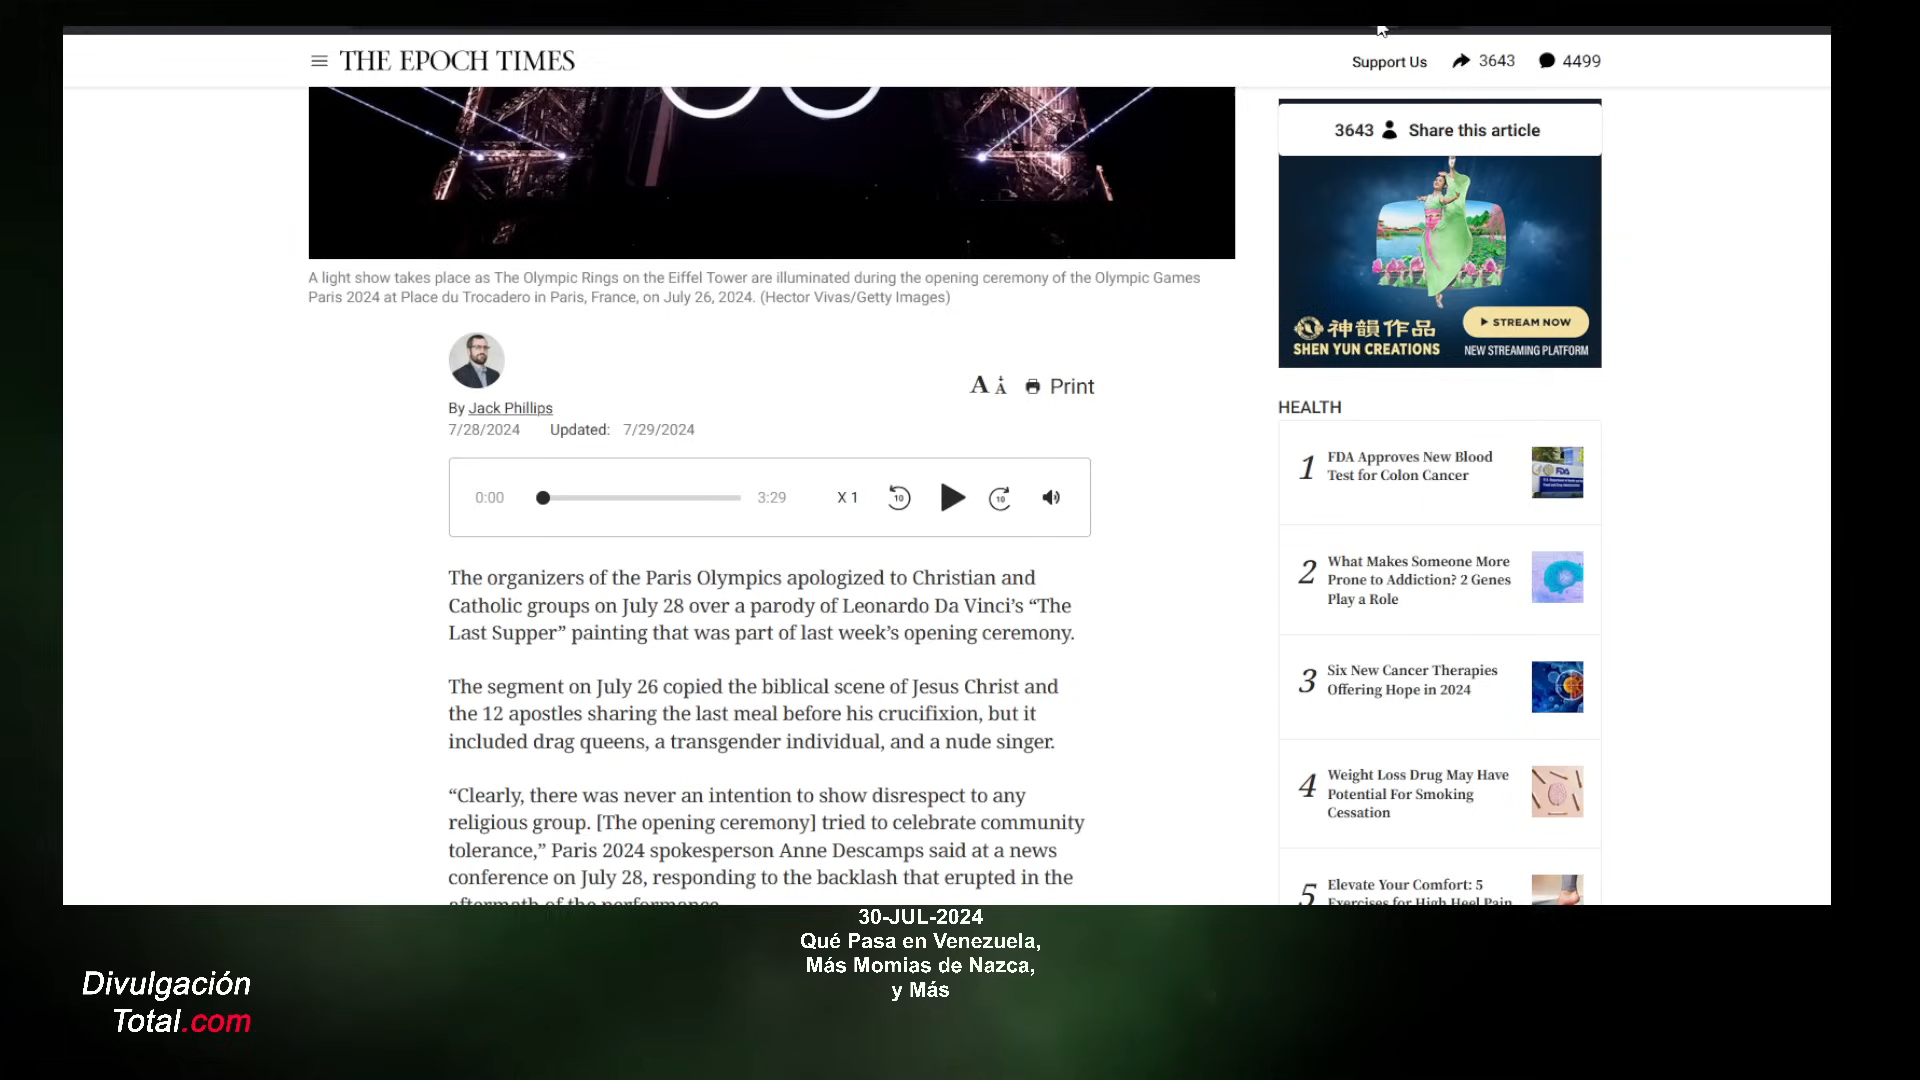 THE EPOCH TIMES
Support Us
3643
4499
3643 Share this article
神韻作品
SHEN YUN CREATIONS
STREAM NOW
NEW STREAMING PLATFORM
A light show takes place as The Olympic Rings on the Eiffel Tower are illuminated during the opening ceremony of the Olympic Games
Paris 2024 at Place du Trocadero in Paris, France, on July 26, 2024. (Hector Vivas/Getty Images)
A A Print
By Jack Phillips
7/28/2024 Updated: 7/29/2024
0:00 3:29 X 1 10 10
The organizers of the Paris Olympics apologized to Christian and
Catholic groups on July 28 over a parody of Leonardo Da Vinci’s “The
Last Supper” painting that was part of last week’s opening ceremony.
The segment on July 26 copied the biblical scene of Jesus Christ and
the 12 apostles sharing the last meal before his crucifixion, but it
included drag queens, a transgender individual, and a nude singer.
“Clearly, there was never an intention to show disrespect to any
religious group. [The opening ceremony] tried to celebrate community
tolerance,” Paris 2024 spokesperson Anne Descamps said at a news
conference on July 28, responding to the backlash that erupted in the
aftermath of the performance.
HEALTH
1 FDA Approves New Blood
Test for Colon Cancer
FDA
2 What Makes Someone More
Prone to Addiction? 2 Genes
Play a Role
3 Six New Cancer Therapies
Offering Hope in 2024
4 Weight Loss Drug May Have
Potential For Smoking
Cessation
5 Elevate Your Comfort: 5
Exercises for High Heel Pain
30-JUL-2024
Qué Pasa en Venezuela,
Más Momias de Nazca,
y Más
Divulgación
Total.com